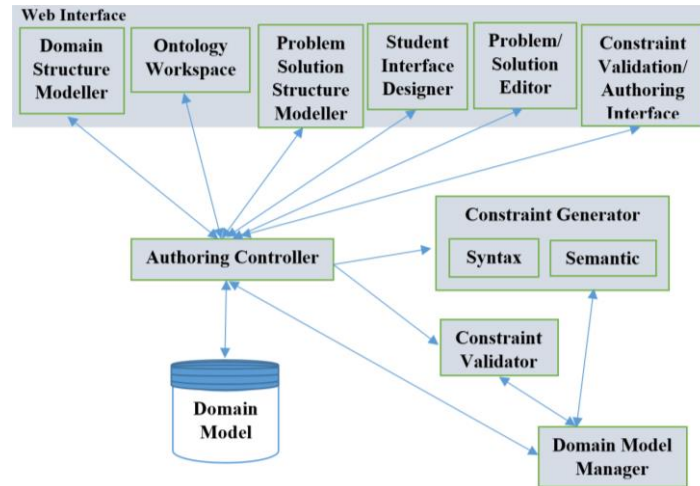 Web Interface
Domain
Structure
Modeller
Ontology
Workspace
Problem
Solution
Structure
Modeller
Student
Interface
Designer
Problem/
Solution
Editor
Constraint
Validation/
Authoring
Interface
Constraint Generator
Syntax
Semantic
Authoring Controller
Constraint
Validator
Domain
Model
Domain Model
Manager